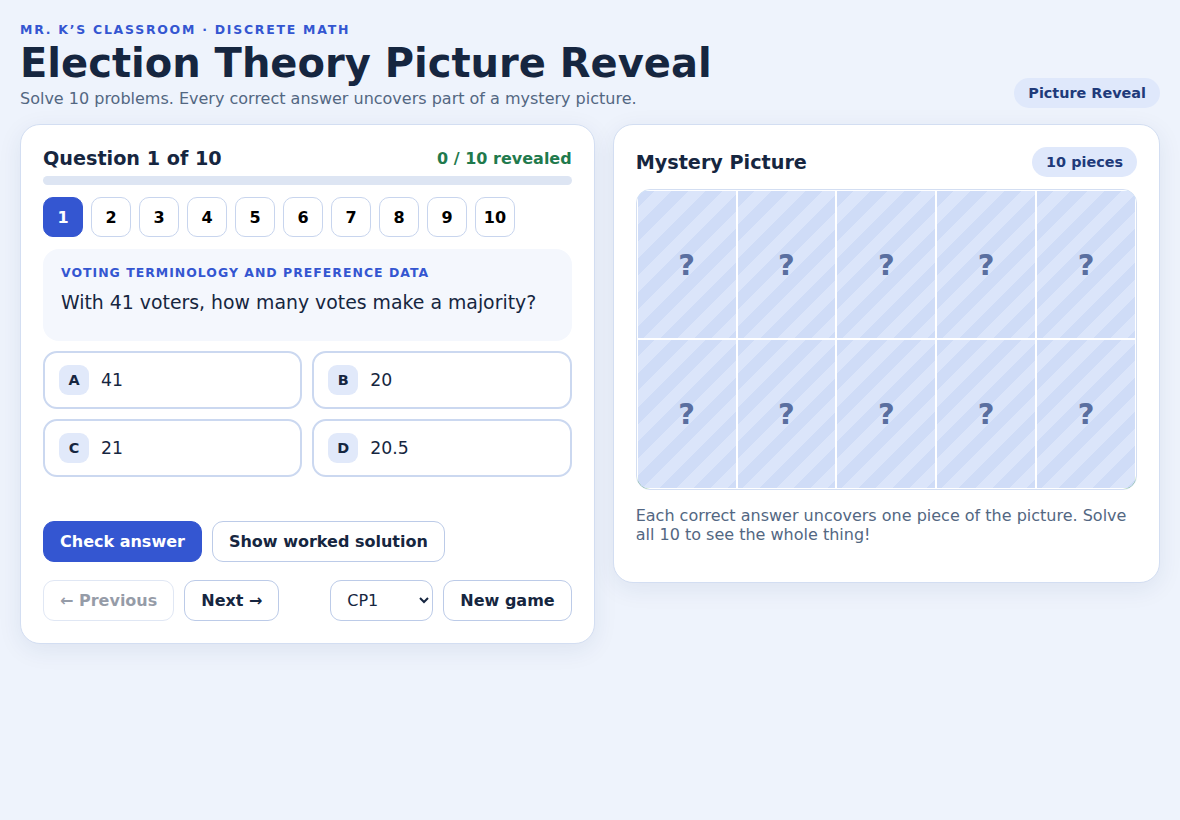 MR. K’S CLASSROOM · DISCRETE MATH
Election Theory Picture Reveal
Solve 10 problems. Every correct answer uncovers part of a mystery picture.
Picture Reveal
Question 1 of 10
0 / 10 revealed
1 2 3 4 5 6 7 8 9 10
VOTING TERMINOLOGY AND PREFERENCE DATA
With 41 voters, how many votes make a majority?
A 41
B 20
C 21
D 20.5
Check answer
Show worked solution
← Previous
Next →
CP1
New game
Mystery Picture
10 pieces
? ? ? ? ?
? ? ? ? ?
Each correct answer uncovers one piece of the picture. Solve
all 10 to see the whole thing!